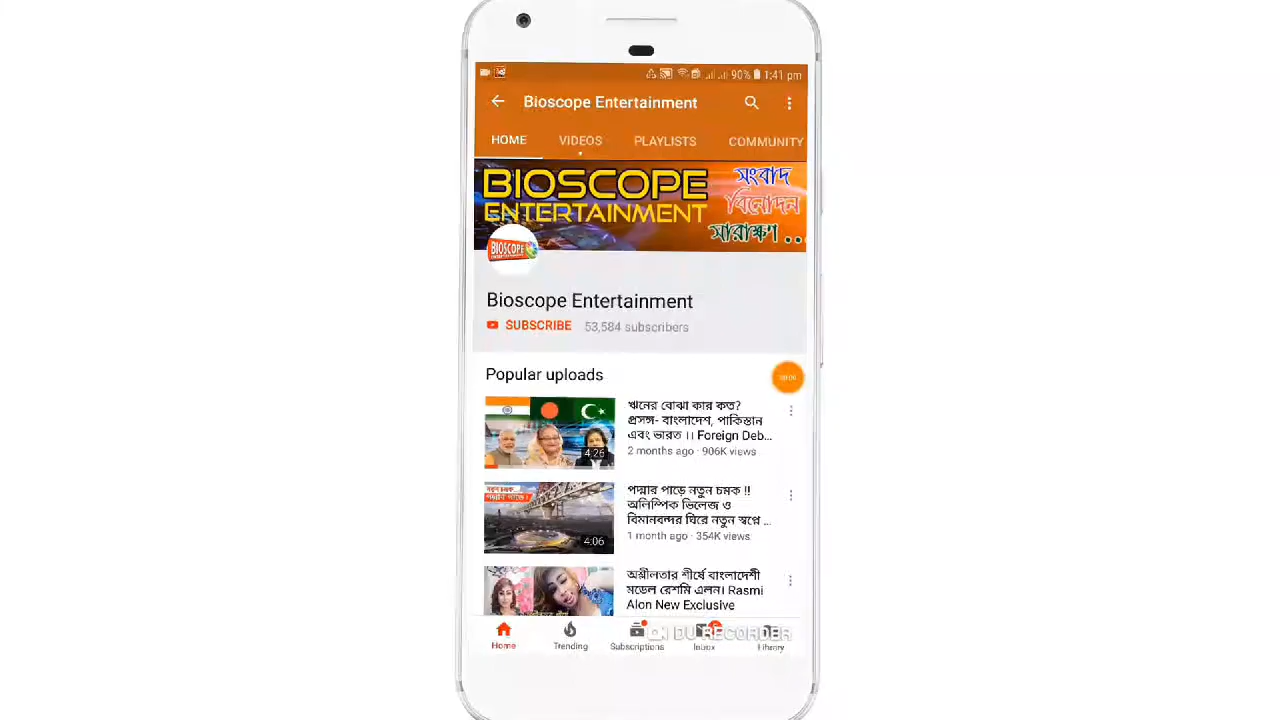 90% 1:41 pm
Bioscope Entertainment
HOME VIDEOS PLAYLISTS COMMUNITY
BIOSCOPE
ENTERTAINMENT
সংবাদ
বিনোদন
সারাক্ষণ ..
BIOSCOPE
Bioscope Entertainment
SUBSCRIBE 53,584 subscribers
Popular uploads
ঋনের বোঝা কার কত?
প্রসঙ্গ- বাংলাদেশ, পাকিস্তান
এবং ভারত ।। Foreign Deb...
2 months ago · 906K views
4:26
পদ্মার পাড়ে নতুন চমক !!
অলিম্পিক ভিলেজ ও
বিমানবন্দর ঘিরে নতুন স্বপ্নে ...
1 month ago · 354K views
4:06
অশ্লীলতার শীর্ষে বাংলাদেশী
মডেল রেশমি এলন। Rasmi
Alon New Exclusive
DU RECORDER
Home Trending Subscriptions Inbox Library